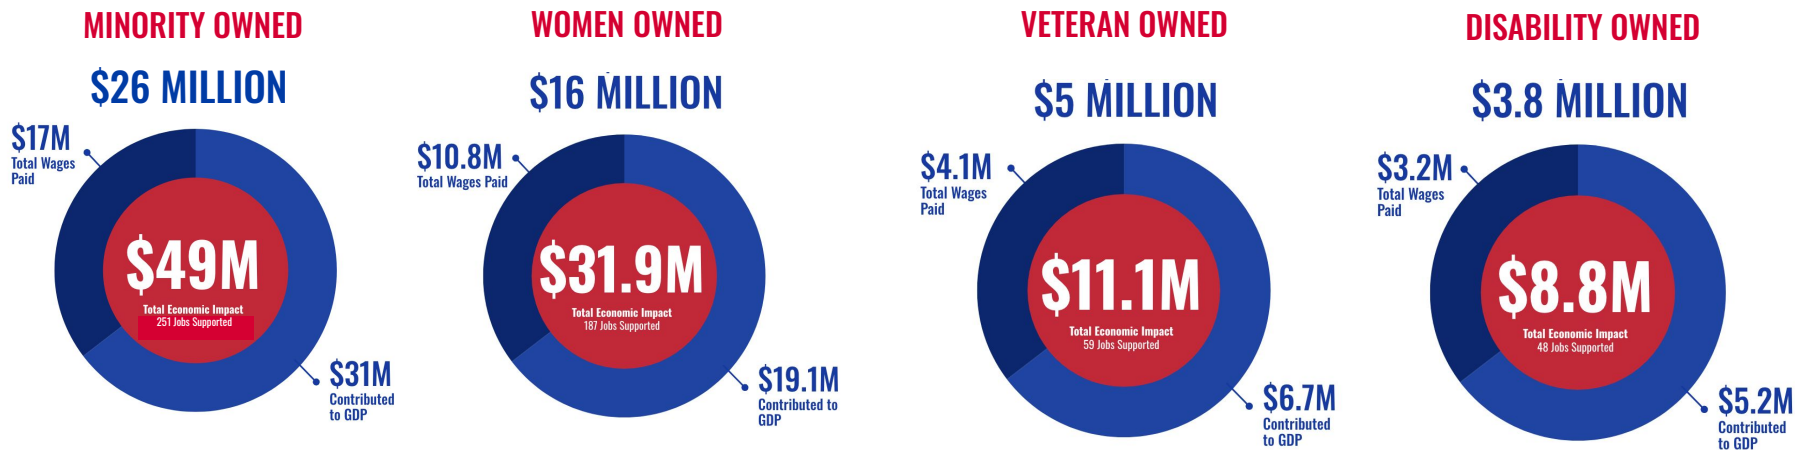 MINORITY OWNED
$26 MILLION
$17M
Total Wages
Paid
$49M
Total Economic Impact
251 Jobs Supported
$31M
Contributed
to GDP
WOMEN OWNED
$16 MILLION
$10.8M
Total Wages Paid
$31.9M
Total Economic Impact
187 Jobs Supported
$19.1M
Contributed to
GDP
VETERAN OWNED
$5 MILLION
$4.1M
Total Wages
Paid
$11.1M
Total Economic Impact
59 Jobs Supported
$6.7M
Contributed
to GDP
DISABILITY OWNED
$3.8 MILLION
$3.2M
Total Wages
Paid
$8.8M
Total Economic Impact
48 Jobs Supported
$5.2M
Contributed
to GDP